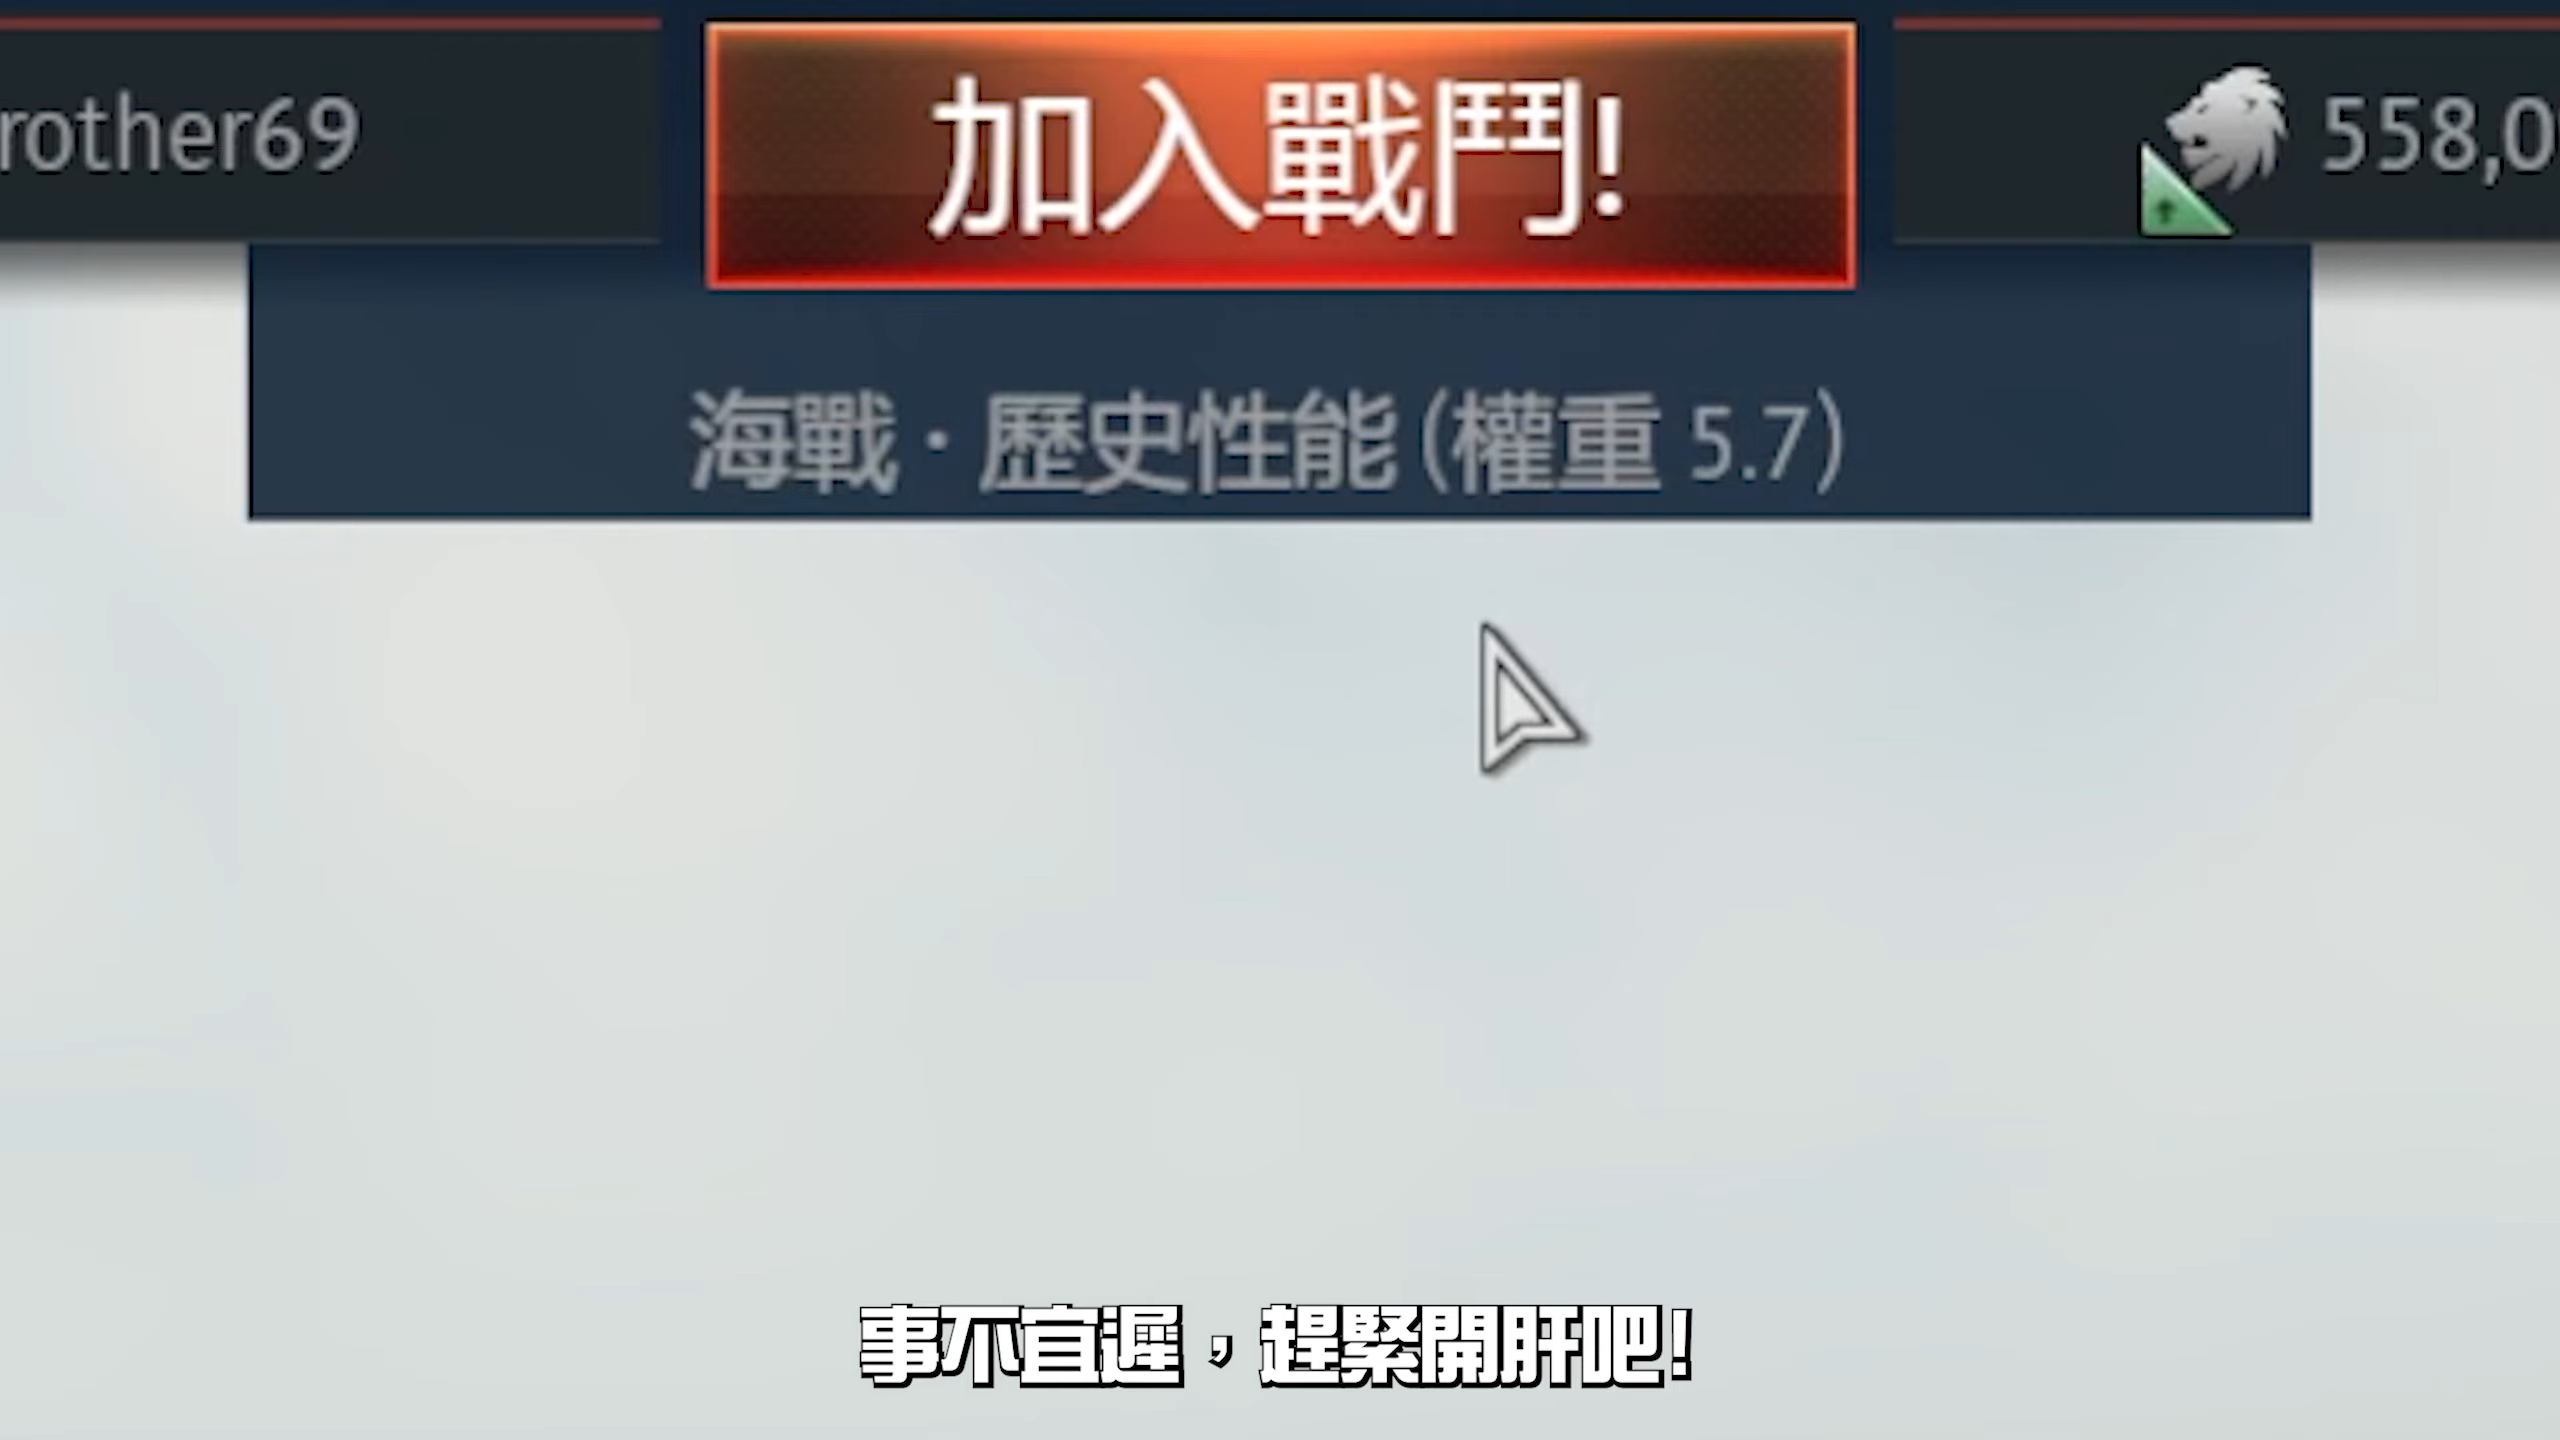 rother69
加入戰鬥!
558,0
海戰 · 歷史性能 (權重 5.7)
事不宜遲，趕緊開肝吧!